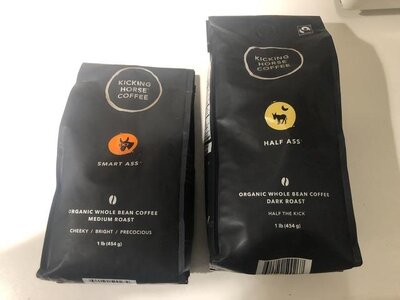 KICKING
HORSE
COFFEE
SMART ASS
ORGANIC WHOLE BEAN COFFEE
MEDIUM ROAST
CHEEKY / BRIGHT / PRECOCIOUS
1 lb (454 g)
KICKING
HORSE
COFFEE
HALF ASS
ORGANIC WHOLE BEAN COFFEE
DARK ROAST
HALF THE KICK
1 lb (454 g)